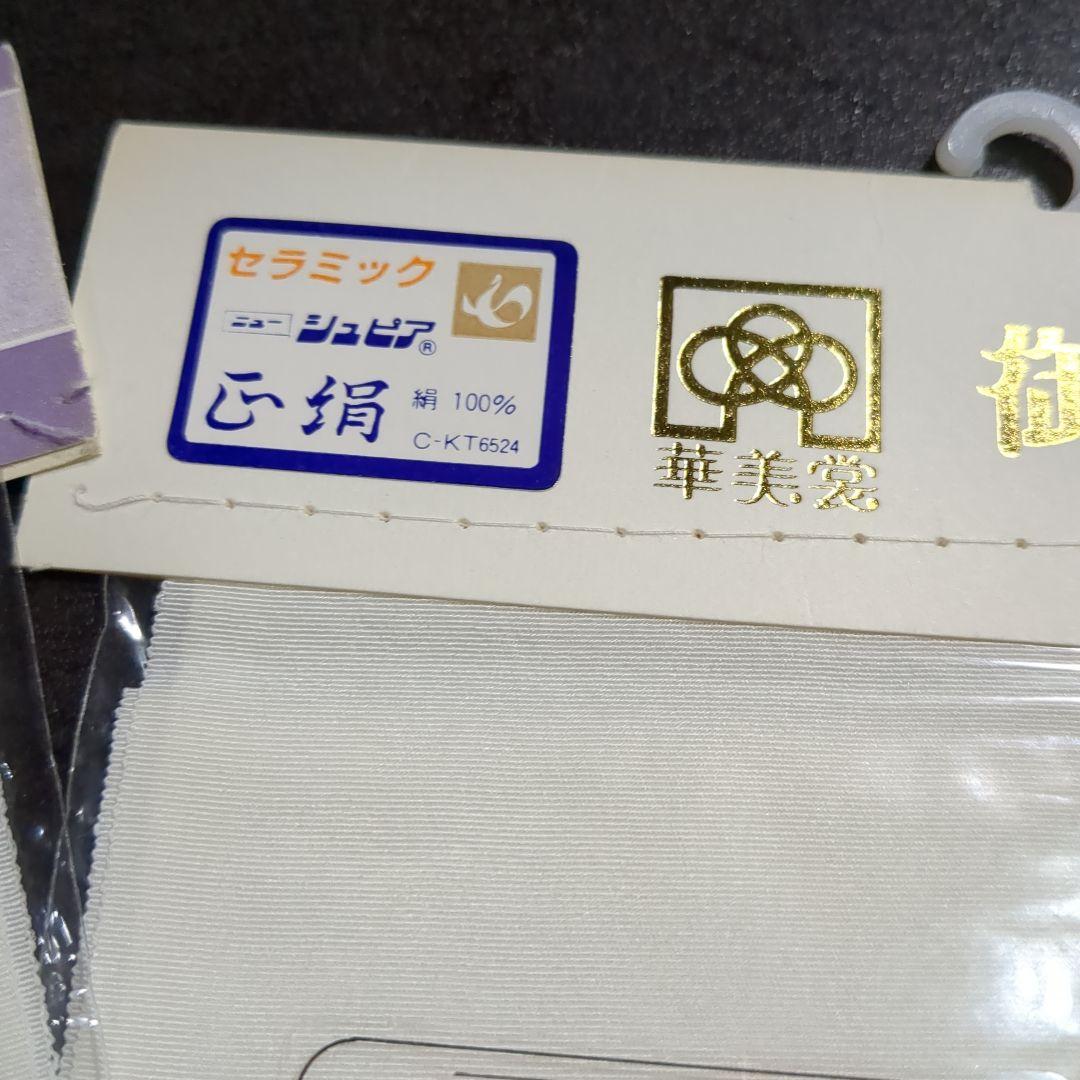 セラミック
ニュー シュピア®
正絹 絹 100%
C-KT6524
華美裳